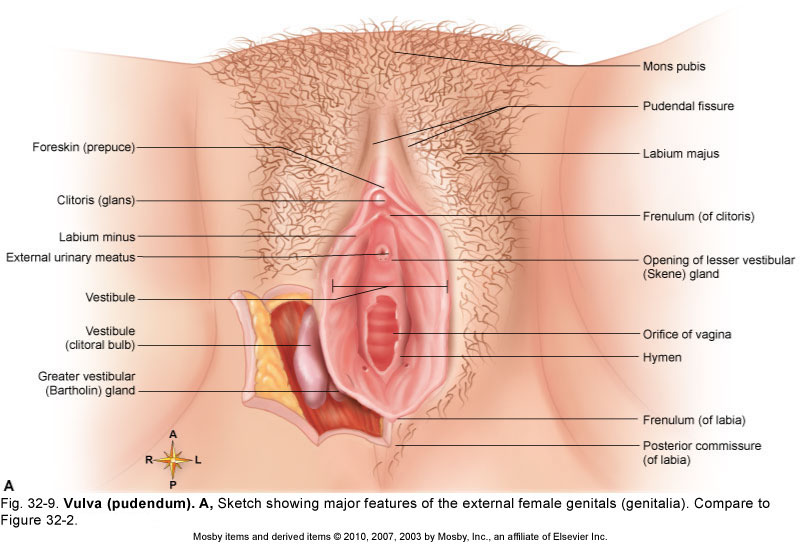 Mons pubis
Pudendal fissure
Foreskin (prepuce)
Labium majus
Clitoris (glans)
Frenulum (of clitoris)
Labium minus
External urinary meatus
Opening of lesser vestibular
(Skene) gland
Vestibule
Vestibule
(clitoral bulb)
Orifice of vagina
Hymen
Greater vestibular
(Bartholin) gland
Frenulum (of labia)
Posterior commissure
(of labia)
A
R L
P
A
Fig. 32-9. Vulva (pudendum). A, Sketch showing major features of the external female genitals (genitalia). Compare to
Figure 32-2.
Mosby items and derived items © 2010, 2007, 2003 by Mosby, Inc., an affiliate of Elsevier Inc.